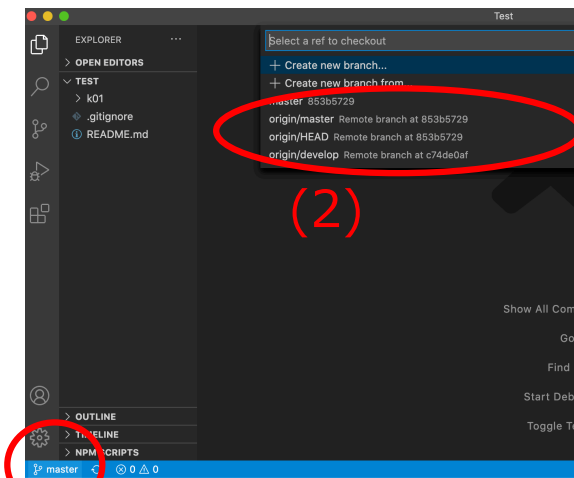 Test
EXPLORER
Select a ref to checkout
OPEN EDITORS
Create new branch...
TEST
Create new branch from...
k01
master 853b5729
.gitignore
origin/master Remote branch at 853b5729
README.md
origin/HEAD Remote branch at 853b5729
origin/develop Remote branch at c74de0af
(2)
Show All Com
Go
Find
Start Deb
Toggle Te
OUTLINE
TIMELINE
NPM SCRIPTS
master 0 0